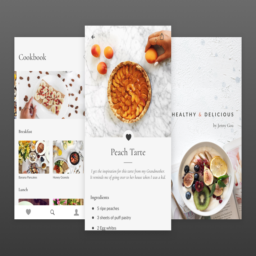 Cookbook
Breakfast
Lunch
Peach Tarte
I got the inspiration for this tarte from my Grandmother.
It reminds me of going over to her house when I was a kid.
Ingredients
5 ripe peaches
3 sheets of puff pastry
2 Egg whites
HEALTHY & DELICIOUS
by Jenny Lou